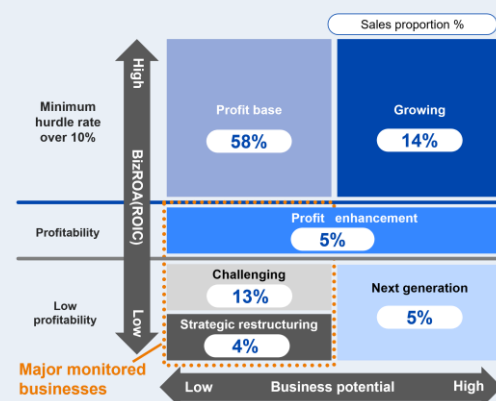 Sales proportion %
High
Minimum
hurdle rate
over 10%
Profit base
58%
Growing
14%
BizROA(ROIC)
Profitability
Profit enhancement
5%
Low
profitability
Challenging
13%
Next generation
5%
Strategic restructuring
4%
Low
Major monitored
businesses
Low
Business potential
High